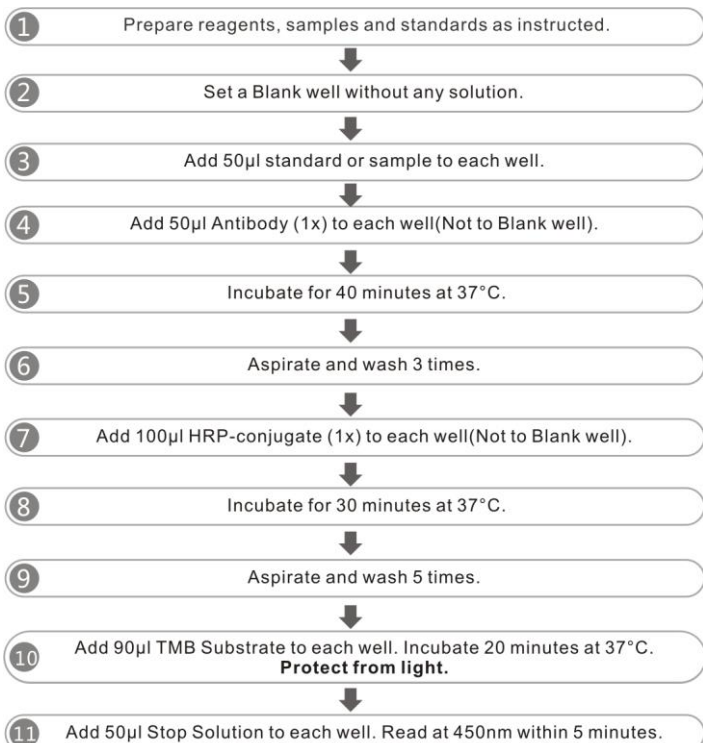 1 Prepare reagents, samples and standards as instructed.
2 Set a Blank well without any solution.
3 Add 50μl standard or sample to each well.
4 Add 50μl Antibody (1x) to each well(Not to Blank well).
5 Incubate for 40 minutes at 37°C.
6 Aspirate and wash 3 times.
7 Add 100μl HRP-conjugate (1x) to each well(Not to Blank well).
8 Incubate for 30 minutes at 37°C.
9 Aspirate and wash 5 times.
10 Add 90μl TMB Substrate to each well. Incubate 20 minutes at 37°C.
Protect from light.
11 Add 50μl Stop Solution to each well. Read at 450nm within 5 minutes.